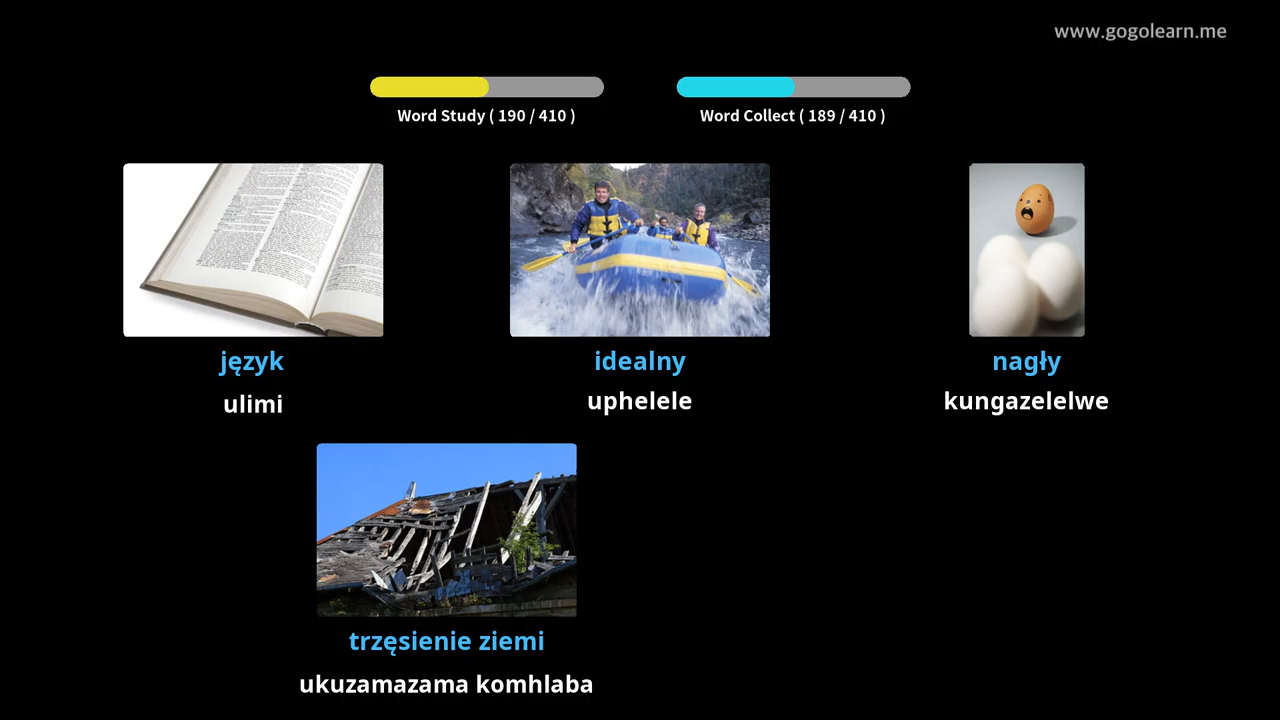 www.gogolearn.me
Word Study ( 190 / 410 )
Word Collect ( 189 / 410 )
język
ulimi
idealny
uphelele
nagły
kungazelelwe
trzęsienie ziemi
ukuzamazama komhlaba